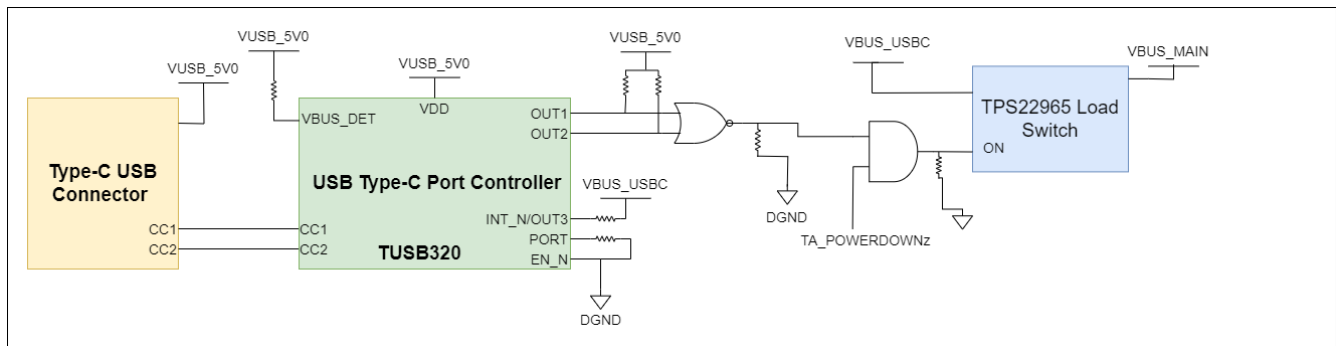 VUSB_5V0
VUSB_5V0
VUSB_5V0
VUSB_5V0
VBUS_USBC
VBUS_MAIN
VDD
VBUS_DET
OUT1
OUT2
TPS22965 Load
Switch
ON
Type-C USB
Connector
USB Type-C Port Controller
VBUS_USBC
INT_N/OUT3
DGND
CC1
CC2
CC1
CC2
TUSB320
PORT
EN_N
TA_POWERDOWNz
DGND